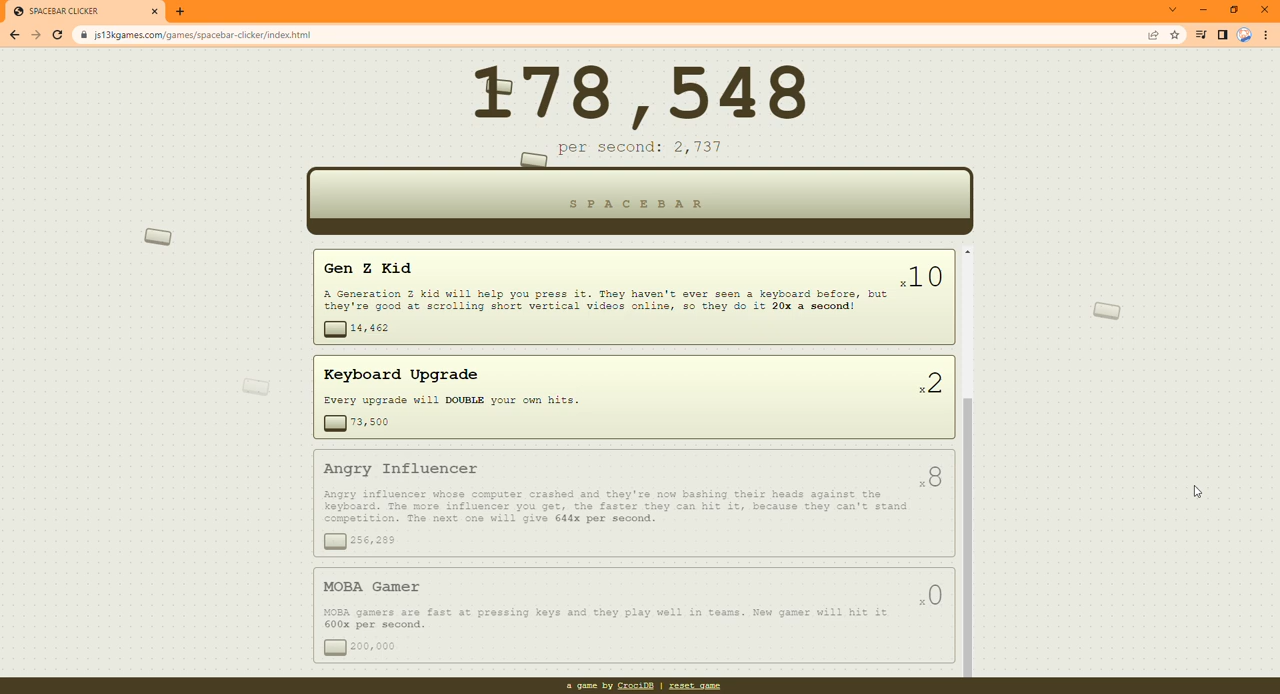 SPACEBAR CLICKER
js13kgames.com/games/spacebar-clicker/index.html
178,548
per second: 2,737
SPACEBAR
Gen Z Kid
x10
A Generation Z kid will help you press it. They haven't ever seen a keyboard before, but
they're good at scrolling short vertical videos online, so they do it 20x a second!
14,462
Keyboard Upgrade
x2
Every upgrade will DOUBLE your own hits.
73,500
Angry Influencer
x8
Angry influencer whose computer crashed and they're now bashing their heads against the
keyboard. The more influencer you get, the faster they can hit it, because they can't stand
competition. The next one will give 644x per second.
256,289
MOBA Gamer
x0
MOBA gamers are fast at pressing keys and they play well in teams. New gamer will hit it
600x per second.
200,000
a game by CrociDB | reset game